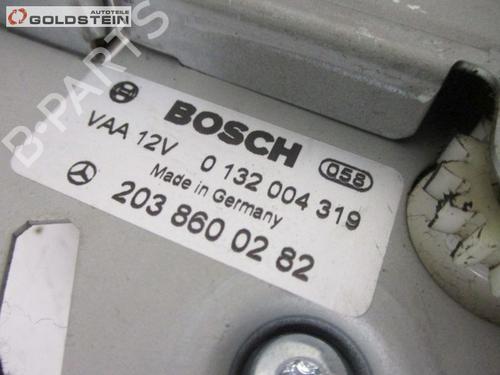 AUTOTEILE
GOLDSTEIN
B-PARTS
BOSCH
VAA 12V 0 132 004 319
058
Made in Germany
203 860 02 82